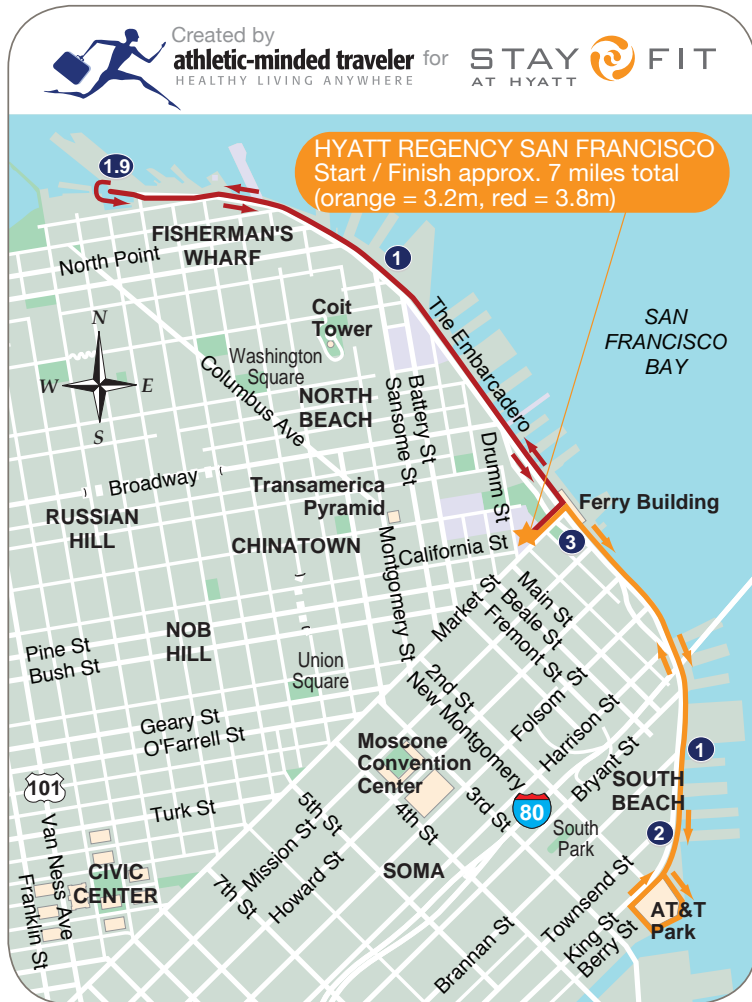 Created by
athletic-minded traveler for
HEALTHY LIVING ANYWHERE
STAY FIT
AT HYATT
HYATT REGENCY SAN FRANCISCO
Start / Finish approx. 7 miles total
(orange = 3.2m, red = 3.8m)
1.9
FISHERMAN'S
WHARF
North Point
1
The Embarcadero
SAN
FRANCISCO
BAY
N
W
E
S
Coit
Tower
Washington
Square
Columbus Ave
NORTH
BEACH
Battery St
Sansome St
Drumm St
Broadway
Transamerica
Pyramid
Ferry Building
RUSSIAN
HILL
CHINATOWN
California St
3
Montgomery St
Market St
Main St
Beale St
Fremont St
Pine St
Bush St
NOB
HILL
Union
Square
2nd St
New Montgomery
Folsom St
Harrison St
Bryant St
Geary St
O'Farrell St
Moscone
Convention
Center
1
SOUTH
BEACH
101
Turk St
5th St
4th St
3rd St
80
South
Park
2
Van Ness Ave
Franklin St
CIVIC
CENTER
Mission St
Howard St
7th St
SOMA
Townsend St
King St
Berry St
AT&T
Park
Brannan St